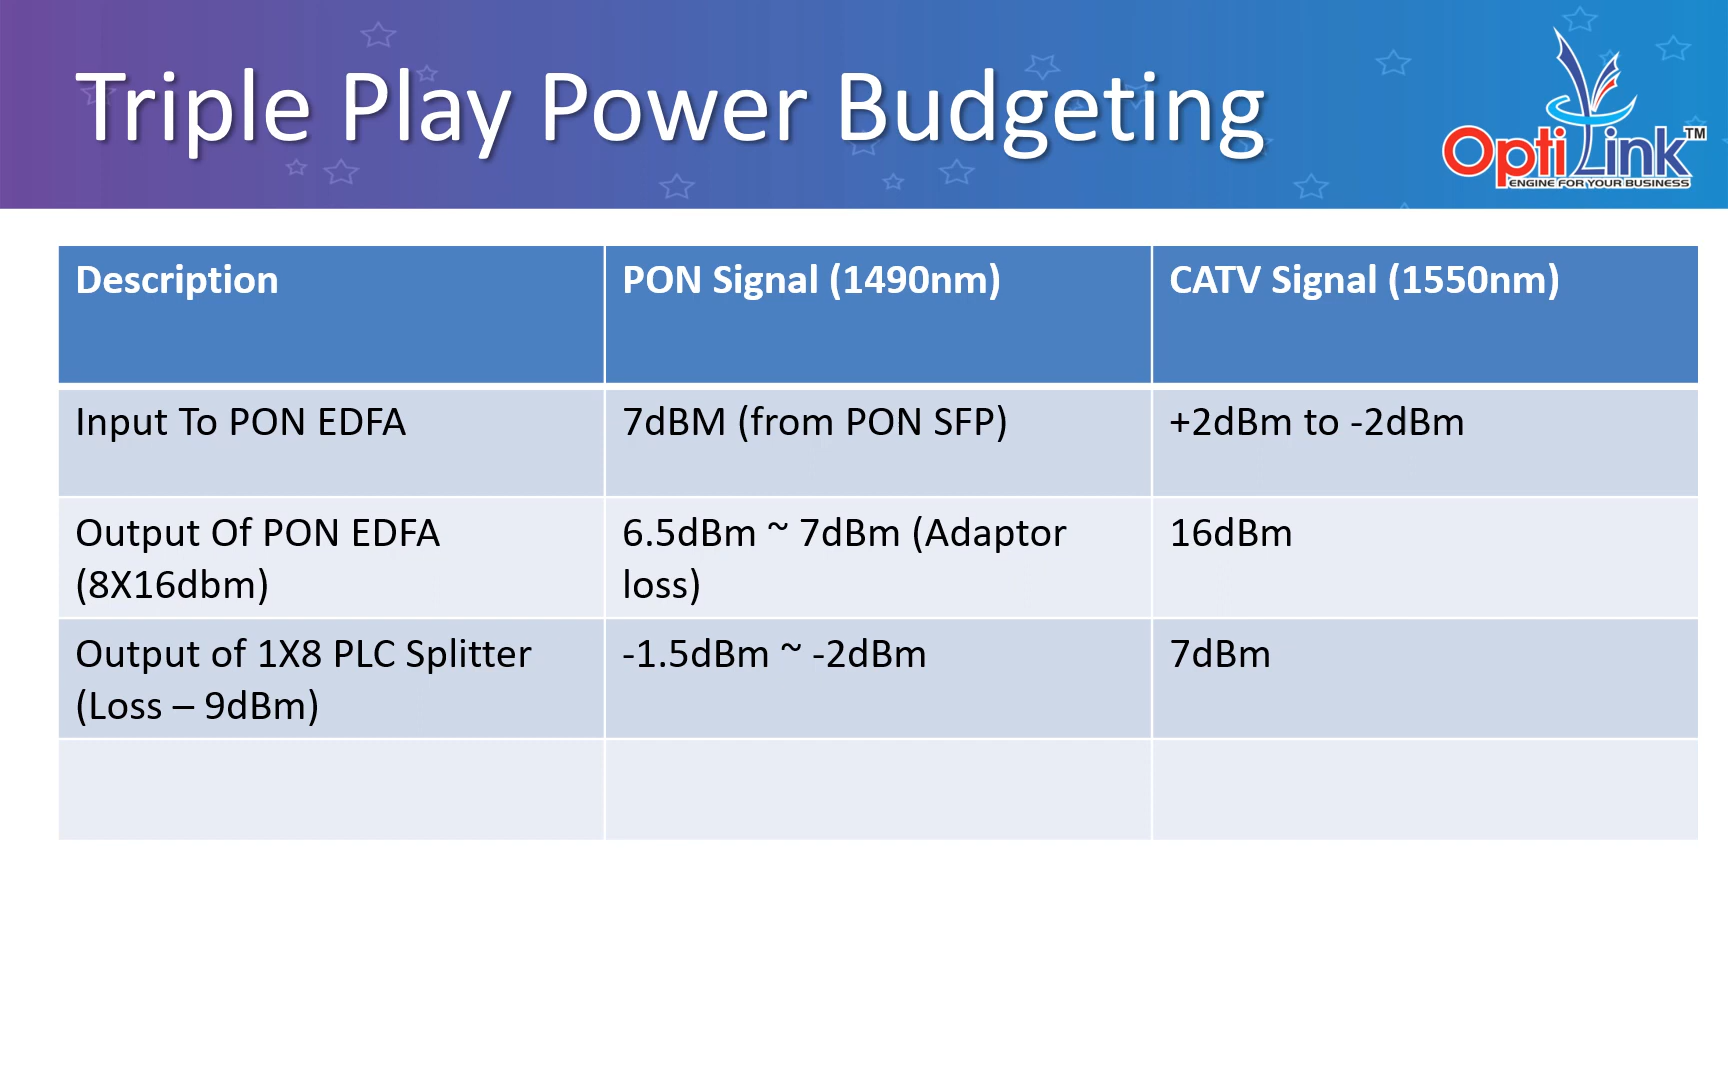 Triple Play Power Budgeting
Opti Link™
ENGINE FOR YOUR BUSINESS
Description
PON Signal (1490nm)
CATV Signal (1550nm)
Input To PON EDFA
7dBM (from PON SFP)
+2dBm to -2dBm
Output Of PON EDFA
(8X16dbm)
6.5dBm ~ 7dBm (Adaptor
loss)
16dBm
Output of 1X8 PLC Splitter
(Loss – 9dBm)
-1.5dBm ~ -2dBm
7dBm